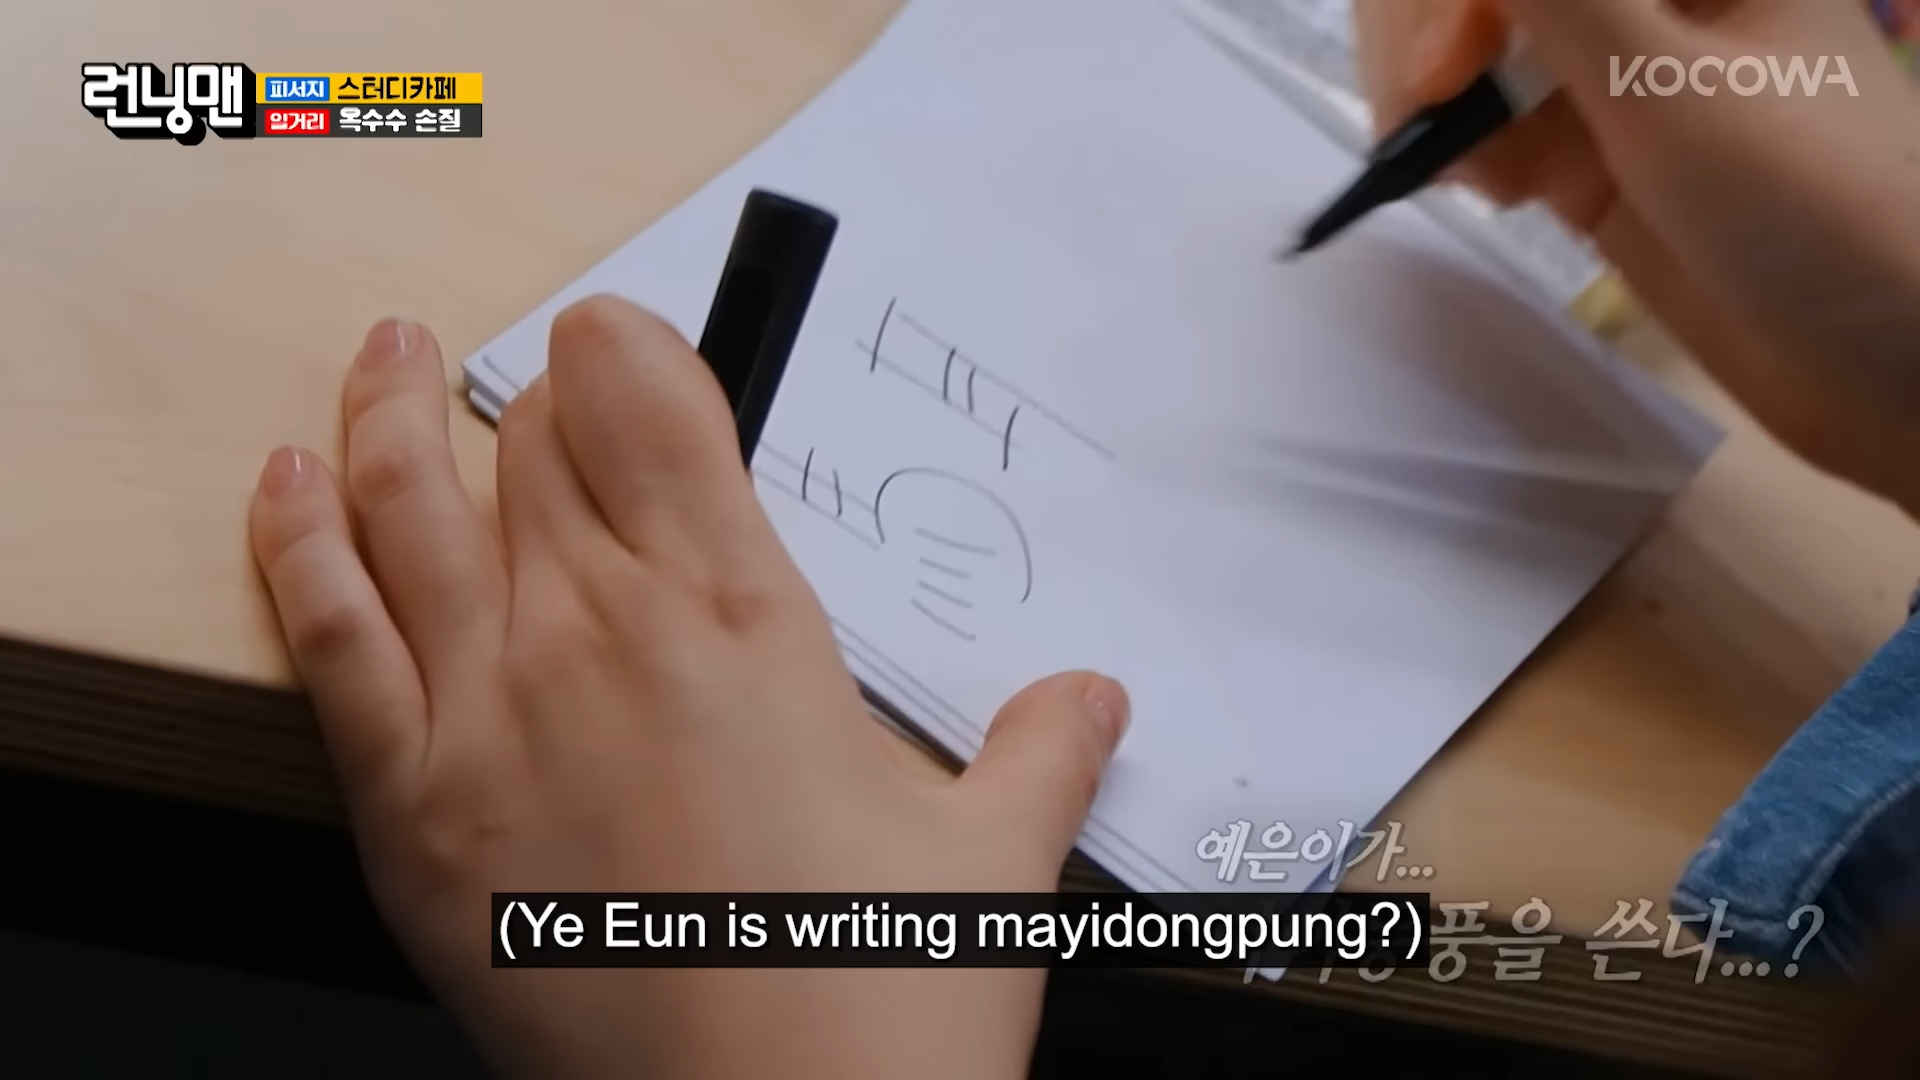 런닝맨
피서지 스터디카페
일거리 옥수수 손질
KOCOWA
예은이가...
풍을 쓴다...?
(Ye Eun is writing mayidongpung?)